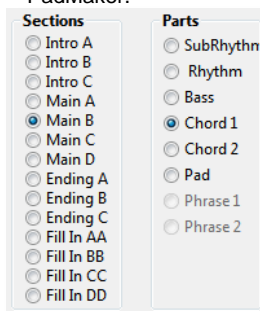 PadMaker.
Sections
Intro A
Intro B
Intro C
Main A
Main B
Main C
Main D
Ending A
Ending B
Ending C
Fill In AA
Fill In BB
Fill In CC
Fill In DD
Parts
SubRhythm
Rhythm
Bass
Chord 1
Chord 2
Pad
Phrase 1
Phrase 2